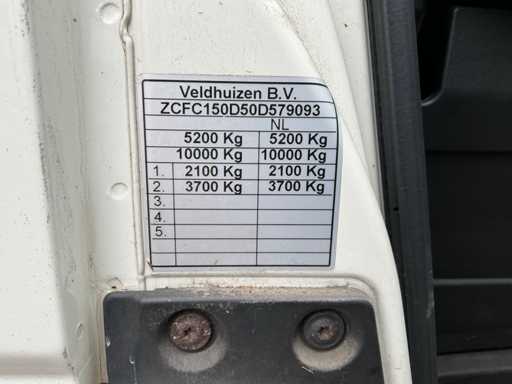 Veldhuizen B.V.
ZCFC150D50D579093
NL
5200 Kg 5200 Kg
10000 Kg 10000 Kg
1. 2100 Kg 2100 Kg
2. 3700 Kg 3700 Kg
3.
4.
5.